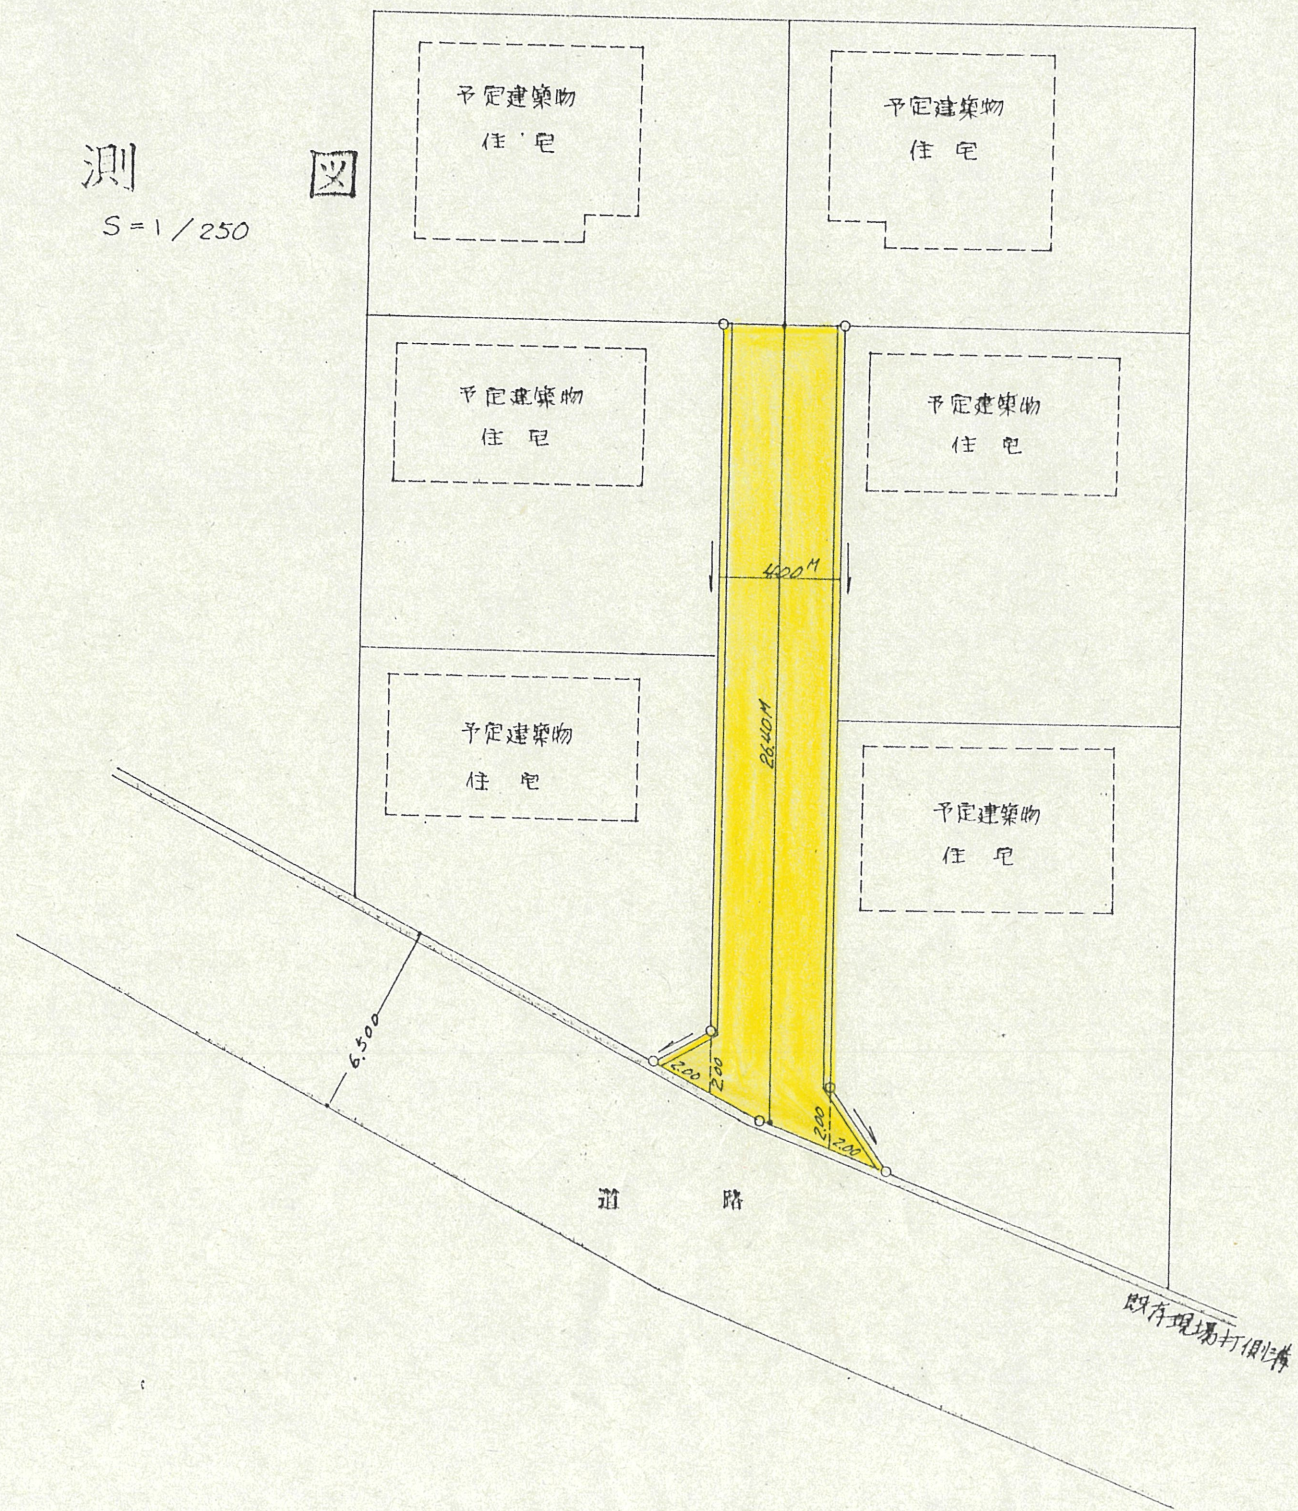 測 図
S=1/250
予定建築物
住宅
予定建築物
住宅
予定建築物
住宅
予定建築物
住宅
4.00M
26.40M
予定建築物
住宅
予定建築物
住宅
6.500
2.00
2.00
2.00
2.00
道路
既存現場打側溝